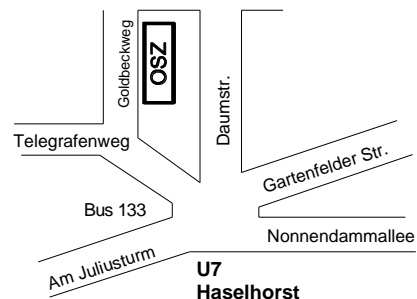 Goldbeckweg
OSZ
Daumstr.
Telegrafenweg
Gartenfelder Str.
Bus 133
Nonnendammallee
Am Juliusturm
U7
Haselhorst